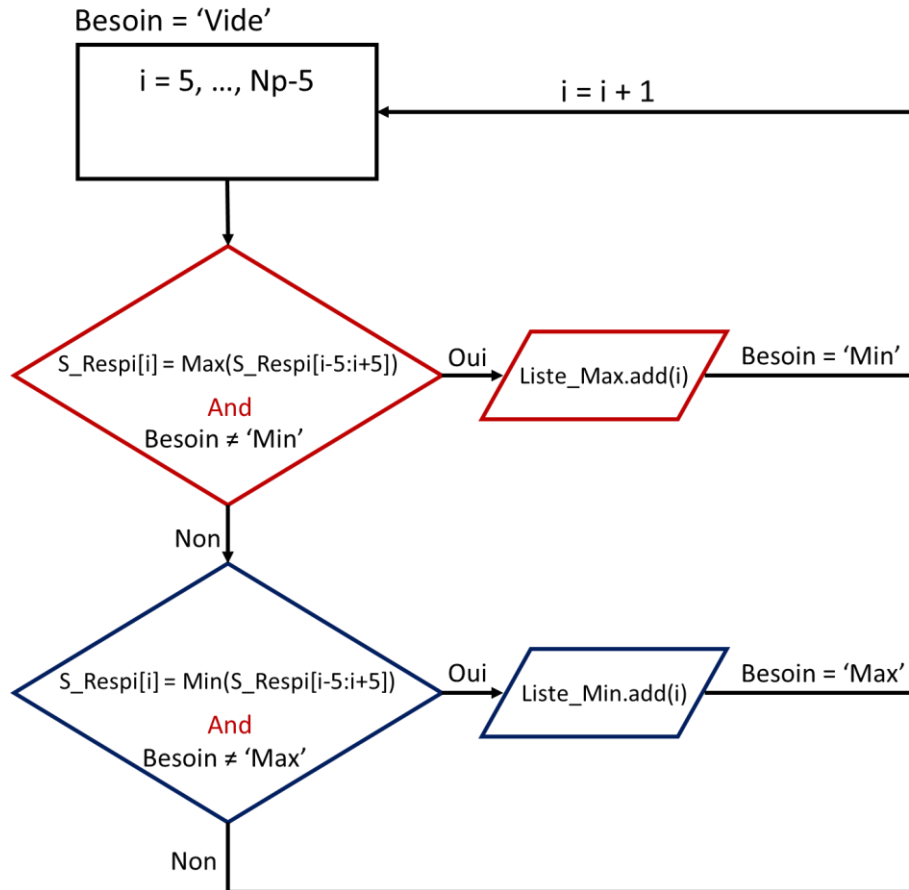 Besoin = ‘Vide’
i = 5, …, Np-5
i = i + 1
S_Respi[i] = Max(S_Respi[i-5:i+5])
And
Besoin ≠ ‘Min’
Oui
Liste_Max.add(i)
Besoin = ‘Min’
Non
S_Respi[i] = Min(S_Respi[i-5:i+5])
And
Besoin ≠ ‘Max’
Oui
Liste_Min.add(i)
Besoin = ‘Max’
Non